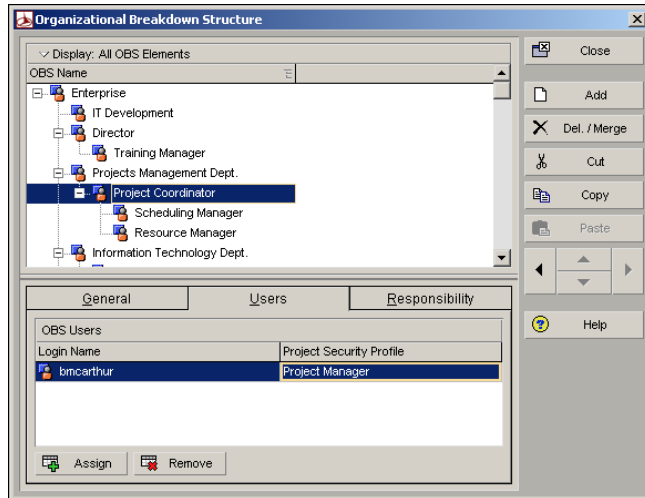 Organizational Breakdown Structure
Display: All OBS Elements
OBS Name
Enterprise
IT Development
Director
Training Manager
Projects Management Dept.
Project Coordinator
Scheduling Manager
Resource Manager
Information Technology Dept.
General Users Responsibility
OBS Users
Login Name Project Security Profile
bmcarthur Project Manager
Assign Remove
Close
Add
Del. / Merge
Cut
Copy
Paste
Help